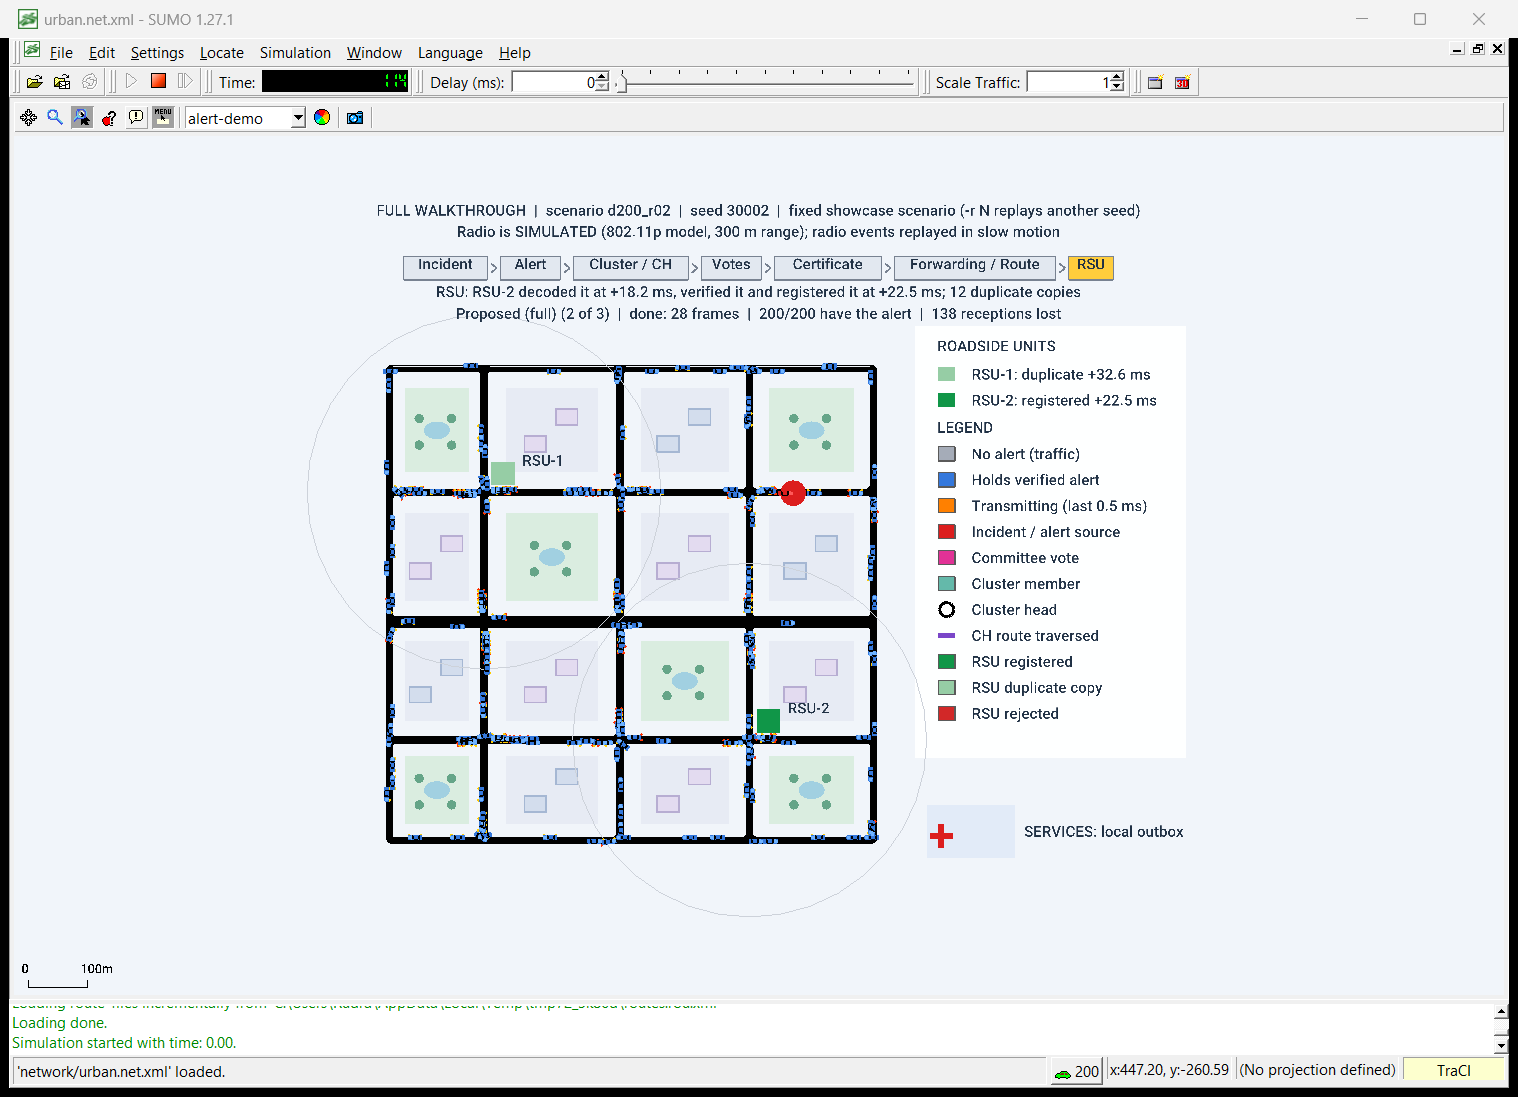 urban.net.xml - SUMO 1.27.1
File Edit Settings Locate Simulation Window Language Help
Time: 114 Delay (ms): 0 Scale Traffic: 1
MENU alert-demo
FULL WALKTHROUGH | scenario d200_r02 | seed 30002 | fixed showcase scenario (-r N replays another seed)
Radio is SIMULATED (802.11p model, 300 m range); radio events replayed in slow motion
Incident > Alert > Cluster / CH > Votes > Certificate > Forwarding / Route > RSU
RSU: RSU-2 decoded it at +18.2 ms, verified it and registered it at +22.5 ms; 12 duplicate copies
Proposed (full) (2 of 3) | done: 28 frames | 200/200 have the alert | 138 receptions lost
ROADSIDE UNITS
RSU-1: duplicate +32.6 ms
RSU-2: registered +22.5 ms
LEGEND
No alert (traffic)
Holds verified alert
Transmitting (last 0.5 ms)
Incident / alert source
Committee vote
Cluster member
Cluster head
CH route traversed
RSU registered
RSU duplicate copy
RSU rejected
RSU-1
RSU-2
SERVICES: local outbox
0 100m
Loading done.
Simulation started with time: 0.00.
'network/urban.net.xml' loaded.
200 x:447.20, y:-260.59 (No projection defined) TraCI